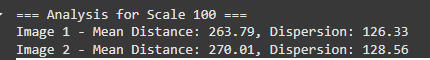 === Analysis for Scale 100 ===
Image 1 - Mean Distance: 263.79, Dispersion: 126.33
Image 2 - Mean Distance: 270.01, Dispersion: 128.56